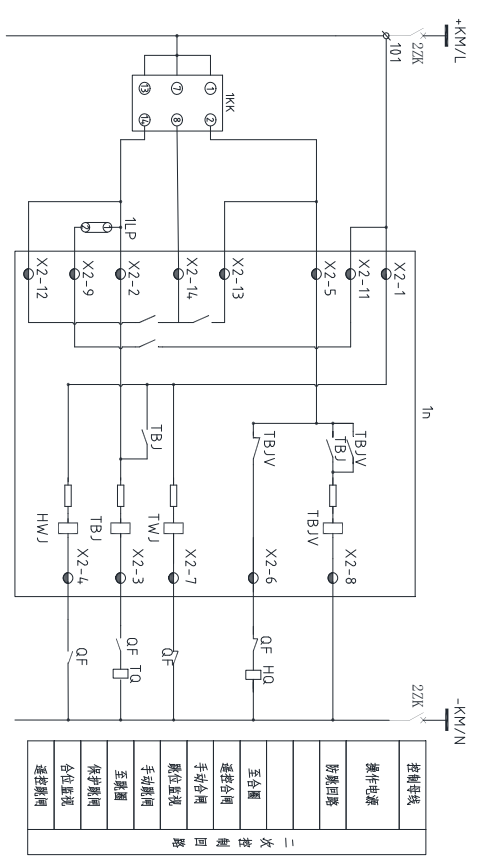 +KM/L
2ZK
101
1KK
1
2
7
8
13
14
1LP
1
2
X2-1
X2-11
X2-5
X2-13
X2-14
X2-2
X2-9
X2-12
1n
TBJV
TBJ
TBJV
TBJV
TBJ
TWJ
TBJ
HWJ
X2-8
X2-6
X2-7
X2-3
X2-4
QF
HQ
QF
QF
TQ
QF
-KM/N
2ZK
控制母线
操作电源
防跳回路
至合圈
遥控合闸
手动合闸
跳位监视
手动跳闸
至跳圈
保护跳闸
合位监视
遥控跳闸
二次控制回路